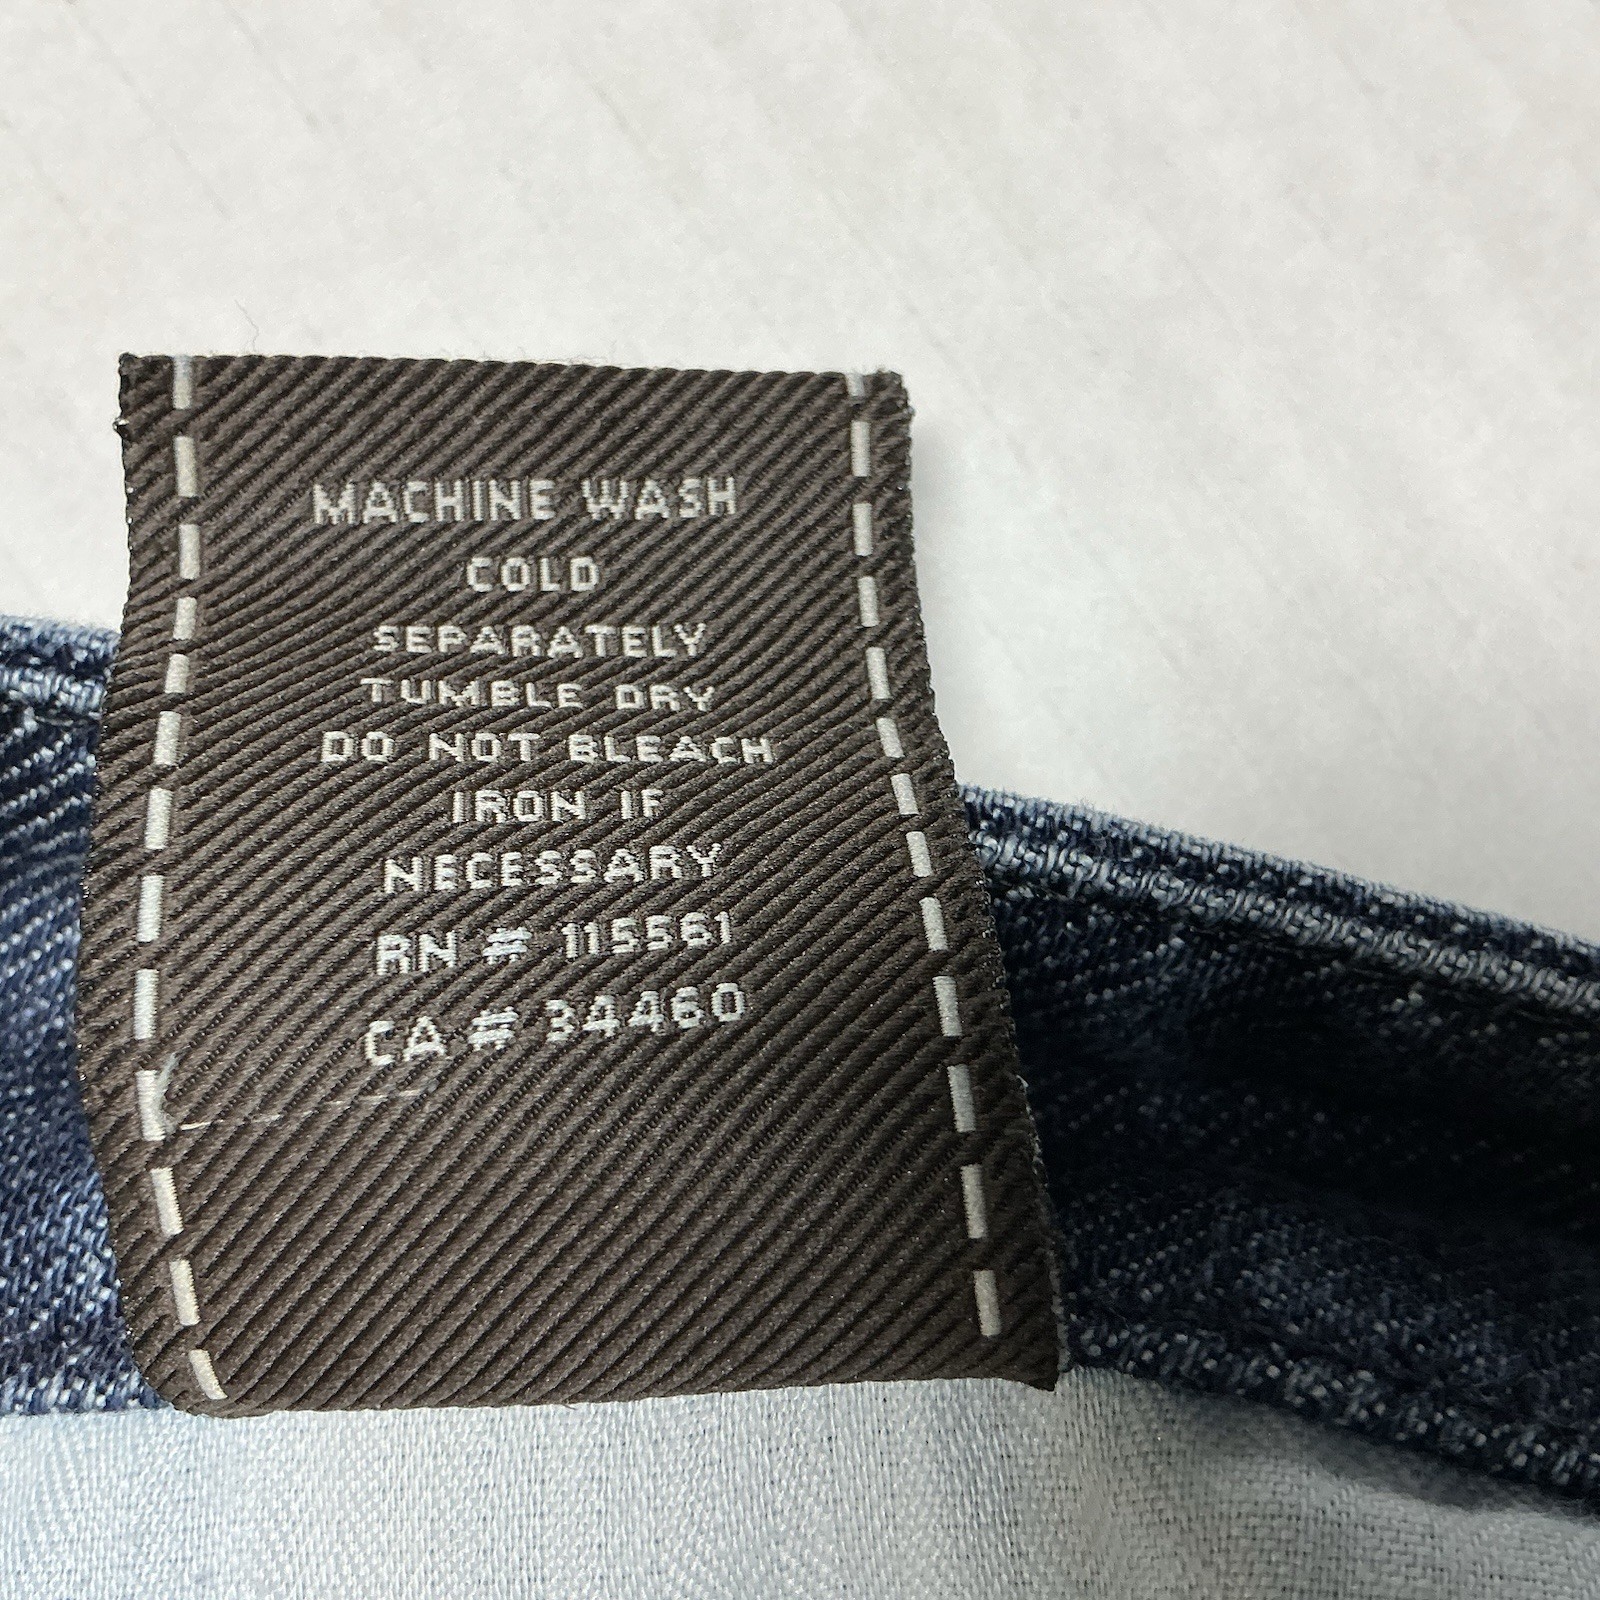 MACHINE WASH
COLD
SEPARATELY
TUMBLE DRY
DO NOT BLEACH
IRON IF
NECESSARY
RN # 115561
CA # 34460